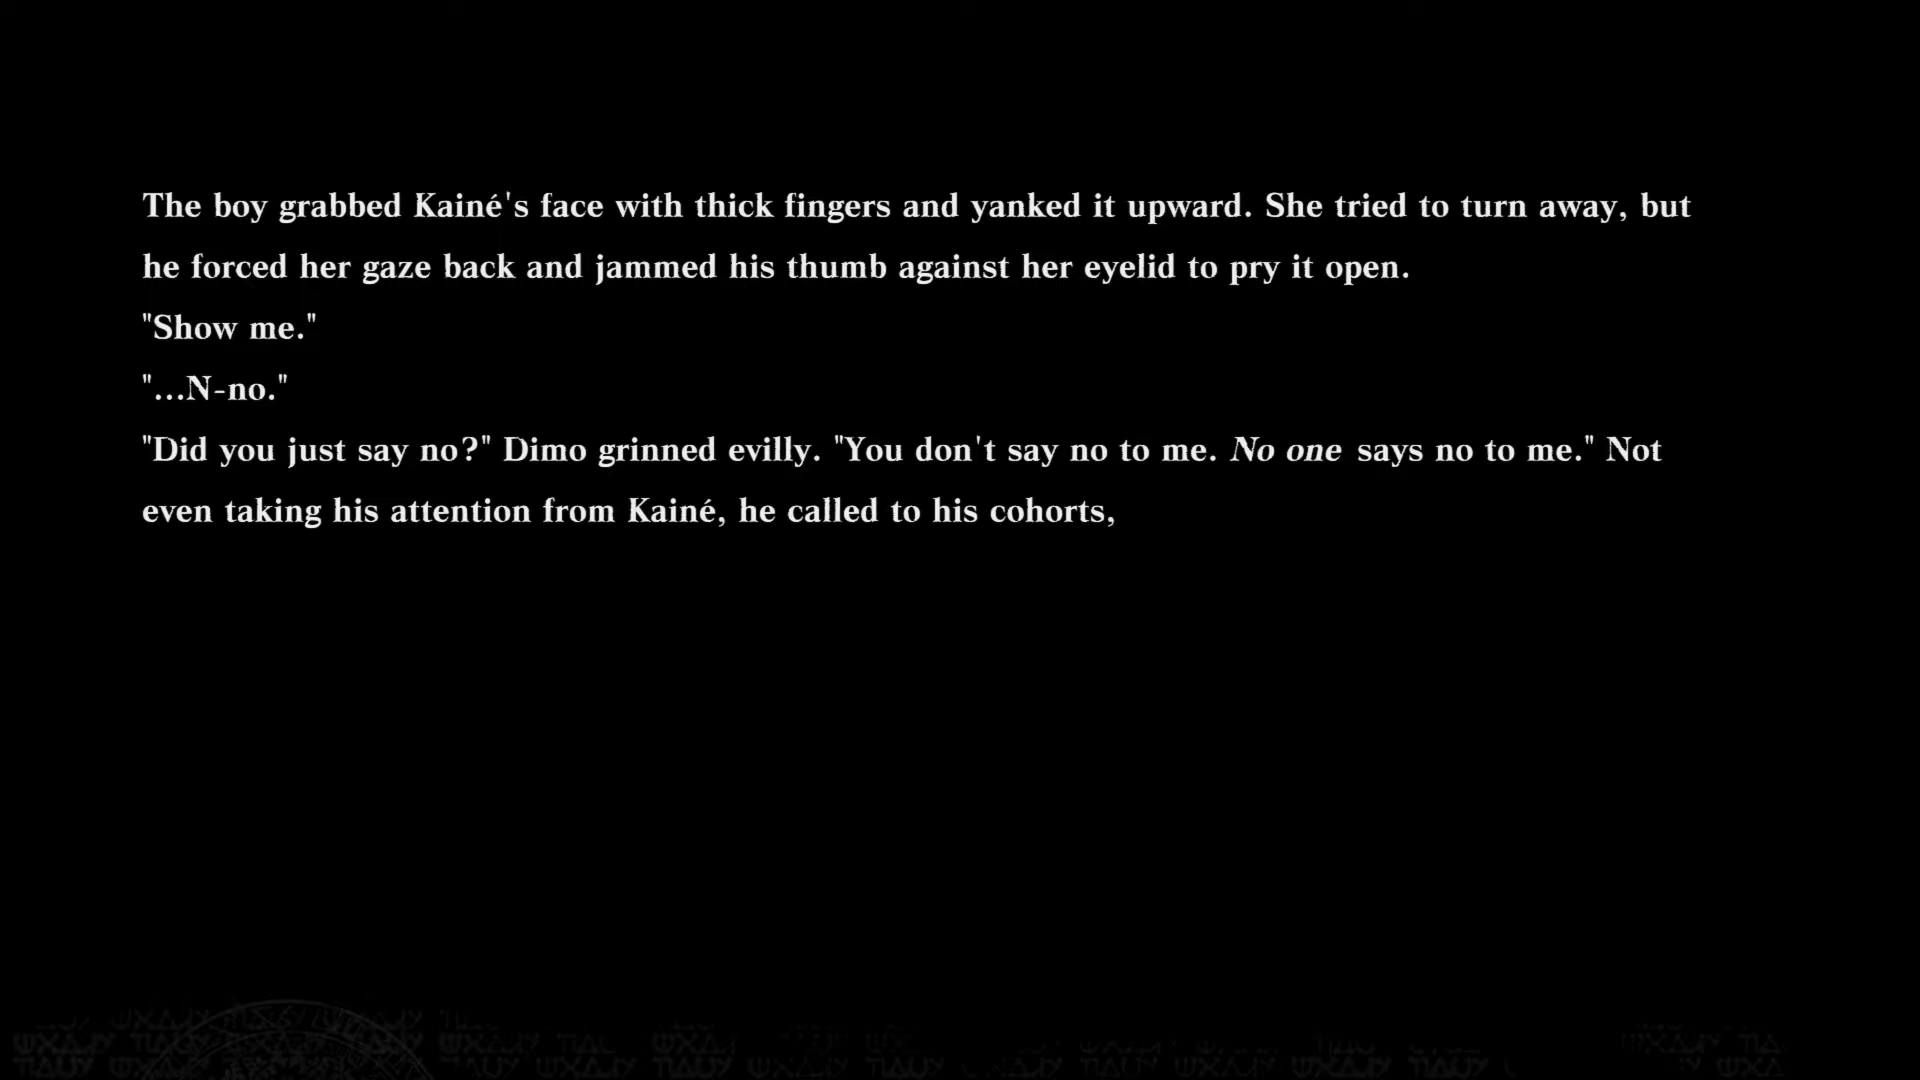 The boy grabbed Kainé's face with thick fingers and yanked it upward. She tried to turn away, but
he forced her gaze back and jammed his thumb against her eyelid to pry it open.
"Show me."
"...N-no."
"Did you just say no?" Dimo grinned evilly. "You don't say no to me. No one says no to me." Not
even taking his attention from Kainé, he called to his cohorts,